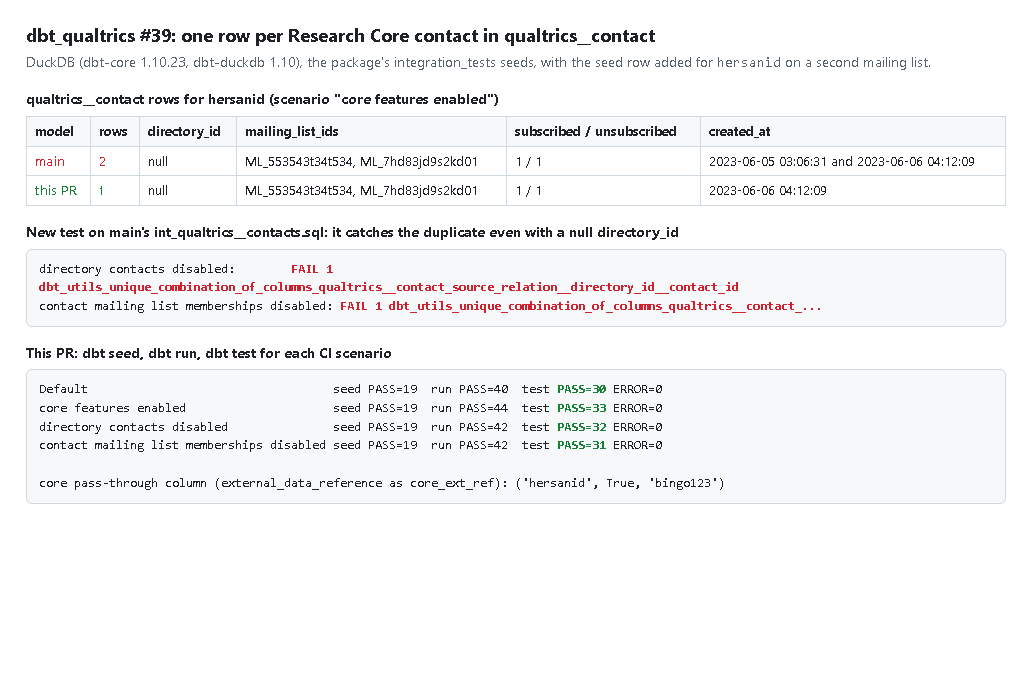 dbt_qualtrics #39: one row per Research Core contact in qualtrics__contact
DuckDB (dbt-core 1.10.23, dbt-duckdb 1.10), the package's integration_tests seeds, with the seed row added for hersanid on a second mailing list.
qualtrics__contact rows for hersanid (scenario "core features enabled")
model rows directory_id mailing_list_ids subscribed / unsubscribed created_at
main 2 null ML_553543t34t534, ML_7hd83jd9s2kd01 1 / 1 2023-06-05 03:06:31 and 2023-06-06 04:12:09
this PR 1 null ML_553543t34t534, ML_7hd83jd9s2kd01 1 / 1 2023-06-06 04:12:09
New test on main's int_qualtrics__contacts.sql: it catches the duplicate even with a null directory_id
directory contacts disabled: FAIL 1
dbt_utils_unique_combination_of_columns_qualtrics__contact_source_relation__directory_id__contact_id
contact mailing list memberships disabled: FAIL 1 dbt_utils_unique_combination_of_columns_qualtrics__contact_...
This PR: dbt seed, dbt run, dbt test for each CI scenario
Default seed PASS=19 run PASS=40 test PASS=30 ERROR=0
core features enabled seed PASS=19 run PASS=44 test PASS=33 ERROR=0
directory contacts disabled seed PASS=19 run PASS=42 test PASS=32 ERROR=0
contact mailing list memberships disabled seed PASS=19 run PASS=42 test PASS=31 ERROR=0
core pass-through column (external_data_reference as core_ext_ref): ('hersanid', True, 'bingo123')